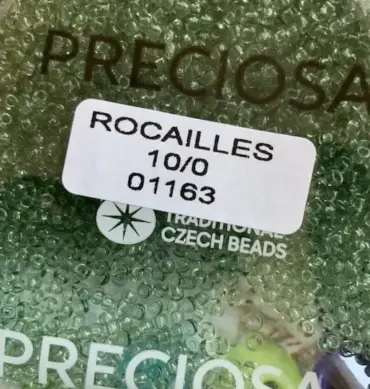 PRECIOSA
ROCAILLES
10/0
01163
TRADITIONAL
CZECH BEADS
PRECIOSA